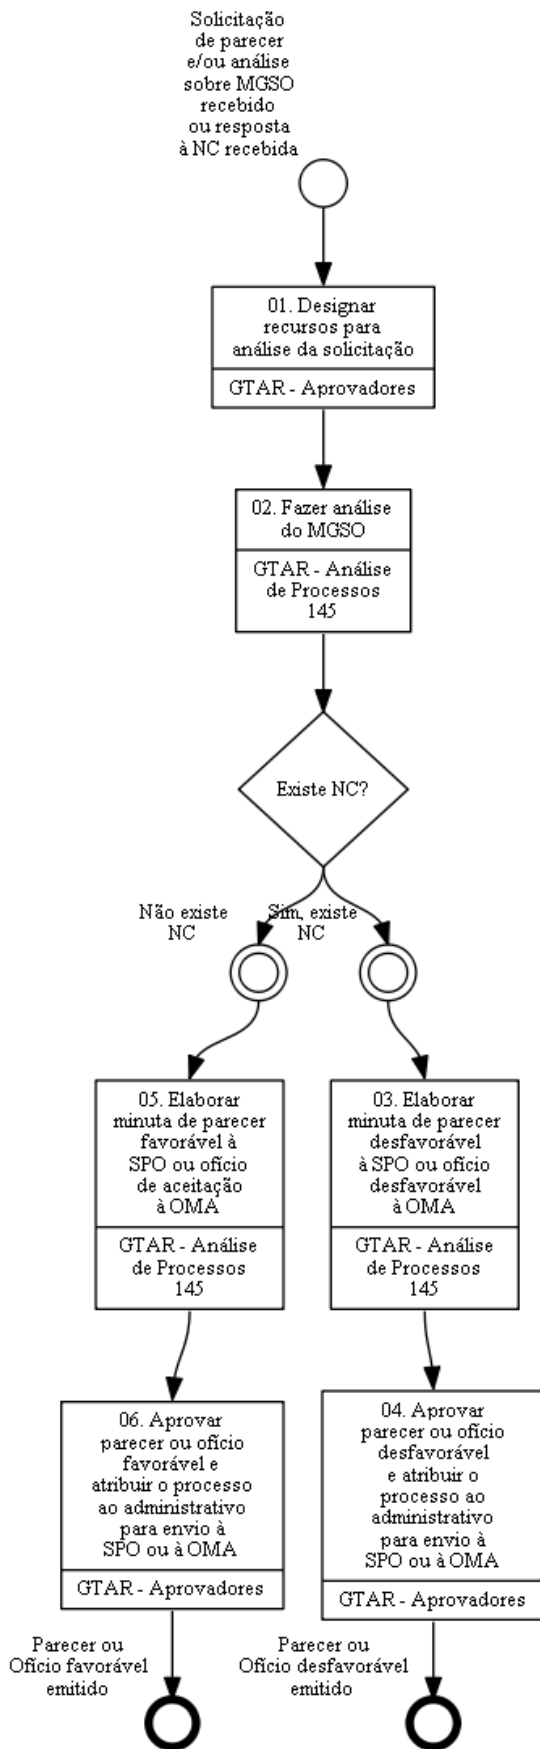 Solicitação
de parecer
e/ou análise
sobre MGSO
recebido
ou resposta
à NC recebida
01. Designar
recursos para
análise da solicitação
GTAR - Aprovadores
02. Fazer análise
do MGSO
GTAR - Análise
de Processos
145
Existe NC?
Não existe
NC
Sim, existe
NC
05. Elaborar
minuta de parecer
favorável à
SPO ou ofício
de aceitação
à OMA
GTAR - Análise
de Processos
145
03. Elaborar
minuta de parecer
desfavorável
à SPO ou ofício
desfavorável
à OMA
GTAR - Análise
de Processos
145
06. Aprovar
parecer ou ofício
favorável e
atribuir o processo
ao administrativo
para envio à
SPO ou à OMA
GTAR - Aprovadores
04. Aprovar
parecer ou ofício
desfavorável
e atribuir o
processo ao
administrativo
para envio à
SPO ou à OMA
GTAR - Aprovadores
Parecer ou
Ofício favorável
emitido
Parecer ou
Ofício desfavorável
emitido